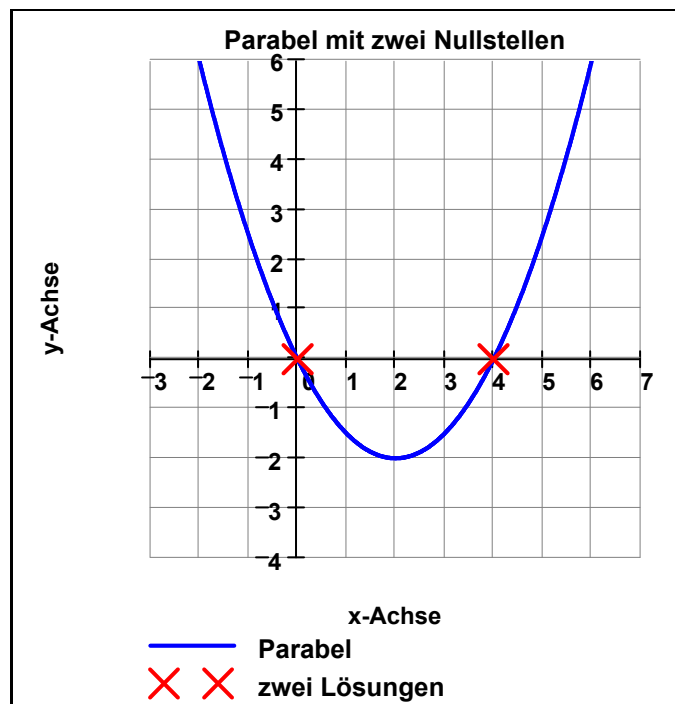 Parabel mit zwei Nullstellen
6
5
4
3
2
1
−3 −2 −1 0 1 2 3 4 5 6 7
−1
−2
−3
−4
y-Achse
x-Achse
Parabel
zwei Lösungen